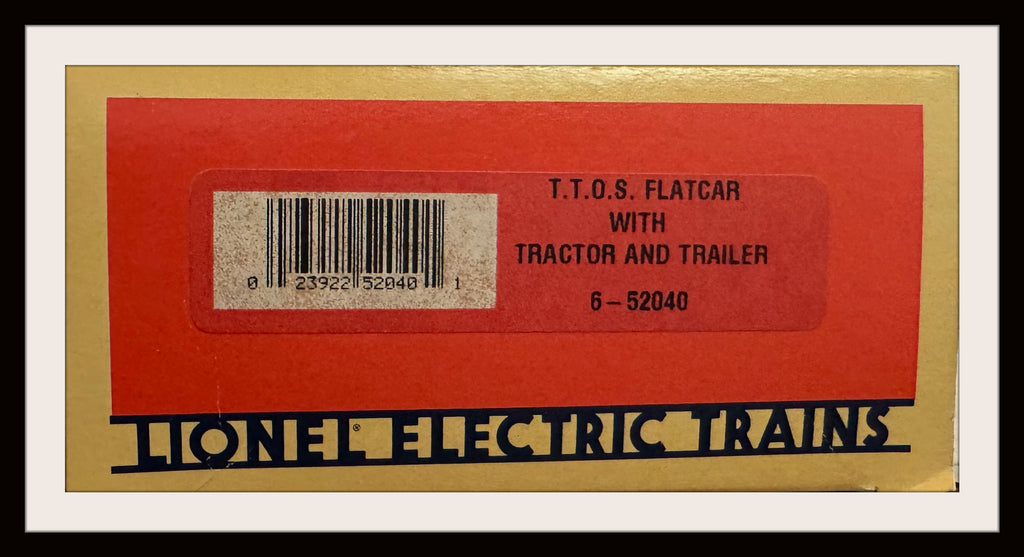 T.T.O.S. FLATCAR
WITH
TRACTOR AND TRAILER
6-52040
0 23922 52040 1
LIONEL® ELECTRIC TRAINS